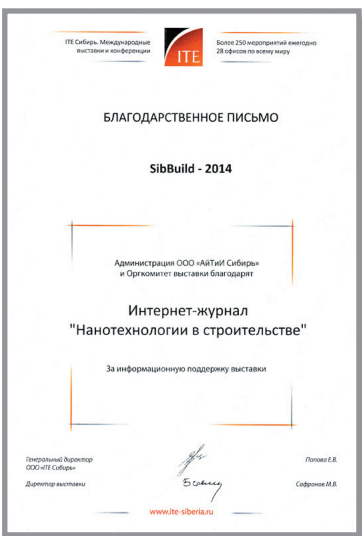 ITE Сибирь. Международные
выставки и конференции
ITE
Более 250 мероприятий ежегодно
28 офисов по всему миру
БЛАГОДАРСТВЕННОЕ ПИСЬМО
SibBuild - 2014
Администрация ООО «АйТиИ Сибирь»
и Оргкомитет выставки благодарят
Интернет-журнал
"Нанотехнологии в строительстве"
За информационную поддержку выставки
Генеральный директор
ООО «ITE Сибирь»
Попова Е.В.
Директор выставки
Сафронов М.В.
www.ite-siberia.ru